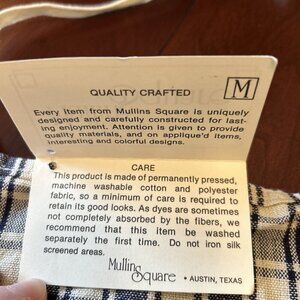 QUALITY CRAFTED
M
Every item from Mullins Square is uniquely
designed and carefully constructed for last-
ing enjoyment. Attention is given to provide
quality materials, and on applique'd items,
interesting and colorful designs.
CARE
This product is made of permanently pressed,
machine washable cotton and polyester
fabric, so a minimum of care is required to
retain its good looks. As dyes are sometimes
not completely absorbed by the fibers, we
recommend that this item be washed
separately the first time. Do not iron silk
screened areas.
Mullins
Square • AUSTIN, TEXAS